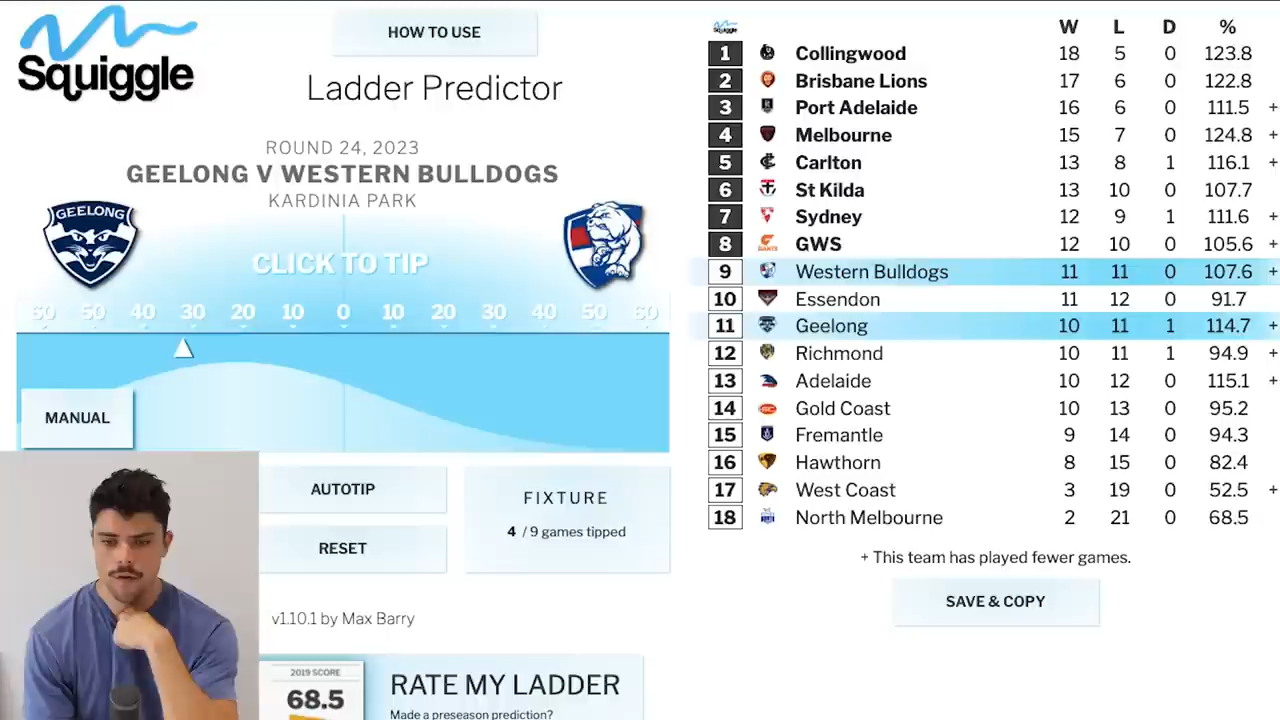 Squiggle
HOW TO USE
Ladder Predictor
ROUND 24, 2023
GEELONG V WESTERN BULLDOGS
KARDINIA PARK
GEELONG
CLICK TO TIP
60 50 40 30 20 10 0 10 20 30 40 50 60
MANUAL
AUTOTIP
RESET
FIXTURE
4 / 9 games tipped
v1.10.1 by Max Barry
2019 SCORE
68.5
RATE MY LADDER
Made a preseason prediction?
Squiggle W L D %
1 Collingwood 18 5 0 123.8
2 Brisbane Lions 17 6 0 122.8
3 Port Adelaide 16 6 0 111.5 +
4 Melbourne 15 7 0 124.8 +
5 Carlton 13 8 1 116.1 +
6 St Kilda 13 10 0 107.7
7 Sydney 12 9 1 111.6 +
8 GWS 12 10 0 105.6 +
9 Western Bulldogs 11 11 0 107.6 +
10 Essendon 11 12 0 91.7
11 Geelong 10 11 1 114.7 +
12 Richmond 10 11 1 94.9 +
13 Adelaide 10 12 0 115.1 +
14 Gold Coast 10 13 0 95.2
15 Fremantle 9 14 0 94.3
16 Hawthorn 8 15 0 82.4
17 West Coast 3 19 0 52.5 +
18 North Melbourne 2 21 0 68.5
+ This team has played fewer games.
SAVE & COPY